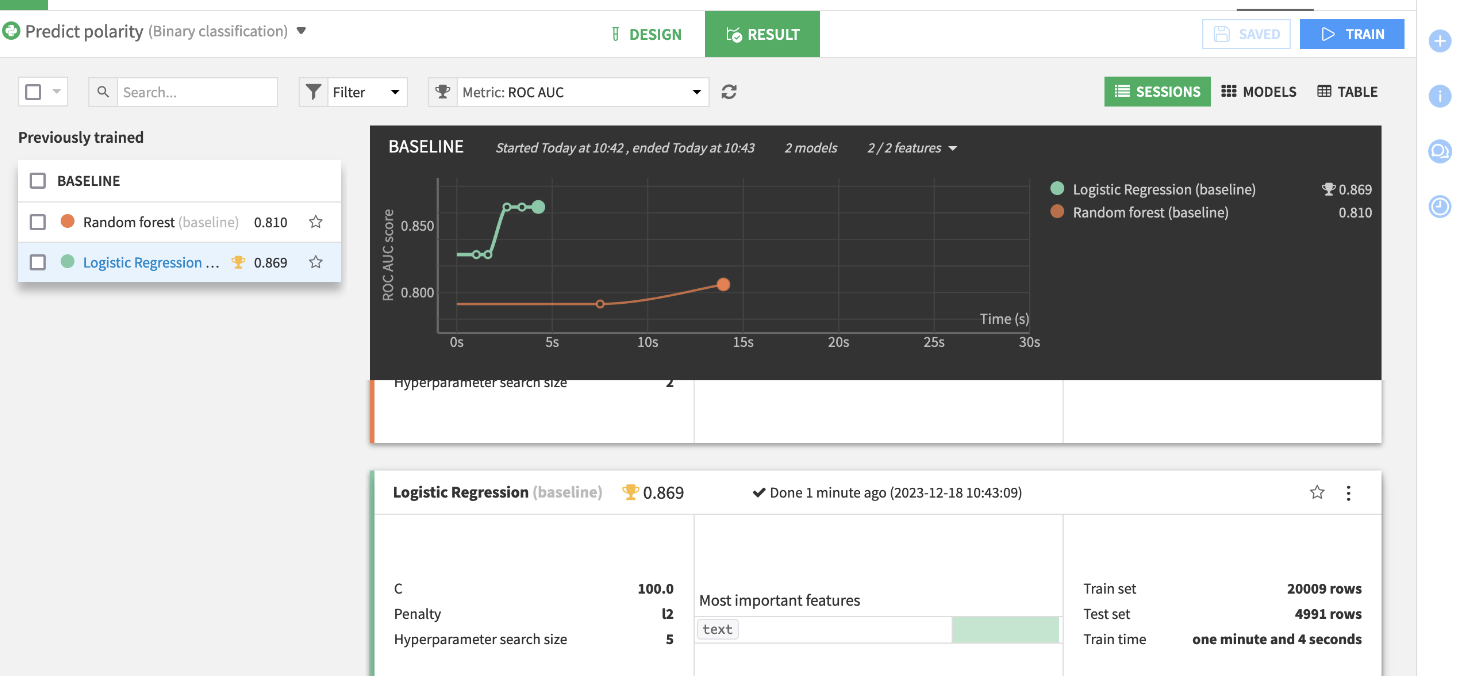 Predict polarity (Binary classification)
DESIGN
RESULT
SAVED
TRAIN
Search...
Filter
Metric: ROC AUC
SESSIONS
MODELS
TABLE
Previously trained
BASELINE
Random forest (baseline) 0.810
Logistic Regression ... 0.869
BASELINE Started Today at 10:42 , ended Today at 10:43 2 models 2 / 2 features
ROC AUC score
0.850
0.800
Time (s)
0s 5s 10s 15s 20s 25s 30s
Logistic Regression (baseline) 0.869
Random forest (baseline) 0.810
Hyperparameter search size 2
Logistic Regression (baseline) 0.869 Done 1 minute ago (2023-12-18 10:43:09)
C 100.0
Penalty l2
Hyperparameter search size 5
Most important features
text
Train set 20009 rows
Test set 4991 rows
Train time one minute and 4 seconds